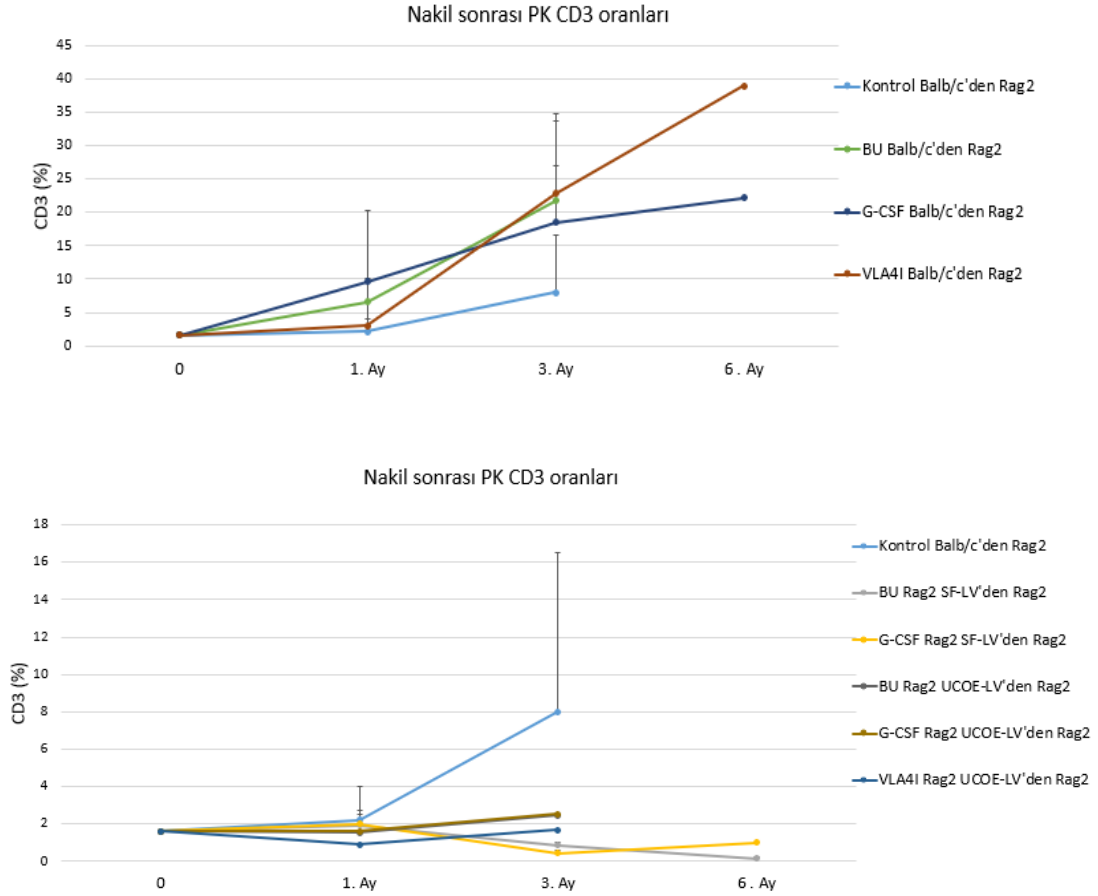 Nakil sonrası PK CD3 oranları
45
40
35
30
25
20
15
10
5
0
CD3 (%)
0
1. Ay
3. Ay
6 . Ay
Kontrol Balb/c'den Rag2
BU Balb/c'den Rag2
G-CSF Balb/c'den Rag2
VLA4I Balb/c'den Rag2
Nakil sonrası PK CD3 oranları
18
16
14
12
10
8
6
4
2
0
CD3 (%)
0
1. Ay
3. Ay
6 . Ay
Kontrol Balb/c'den Rag2
BU Rag2 SF-LV'den Rag2
G-CSF Rag2 SF-LV'den Rag2
BU Rag2 UCOE-LV'den Rag2
G-CSF Rag2 UCOE-LV'den Rag2
VLA4I Rag2 UCOE-LV'den Rag2